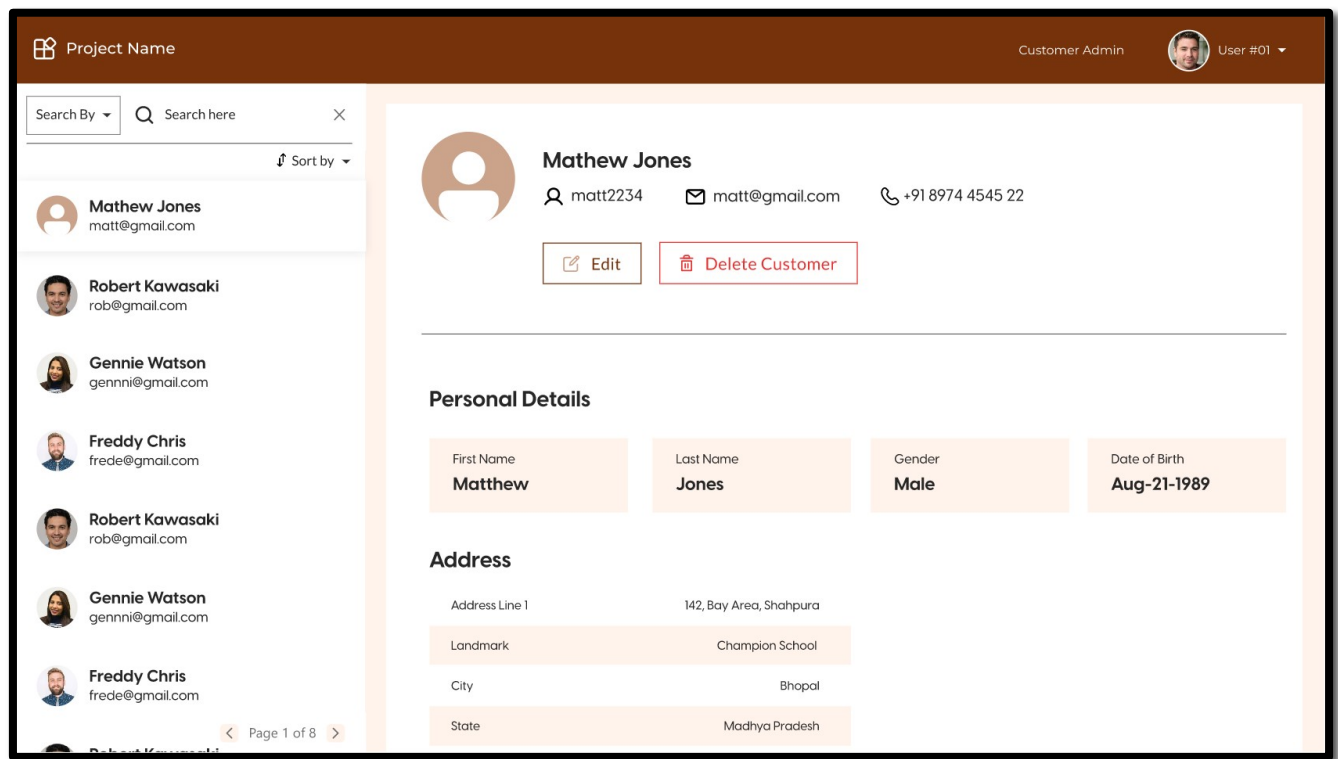 Project Name
Customer Admin
User #01
Search By
Search here
Sort by
Mathew Jones
matt@gmail.com
Robert Kawasaki
rob@gmail.com
Gennie Watson
gennni@gmail.com
Freddy Chris
frede@gmail.com
Robert Kawasaki
rob@gmail.com
Gennie Watson
gennni@gmail.com
Freddy Chris
frede@gmail.com
Page 1 of 8
Robert Kawasaki
Mathew Jones
matt2234 matt@gmail.com +91 8974 4545 22
Edit Delete Customer
Personal Details
First Name Last Name Gender Date of Birth
Matthew Jones Male Aug-21-1989
Address
Address Line 1 142, Bay Area, Shahpura
Landmark Champion School
City Bhopal
State Madhya Pradesh